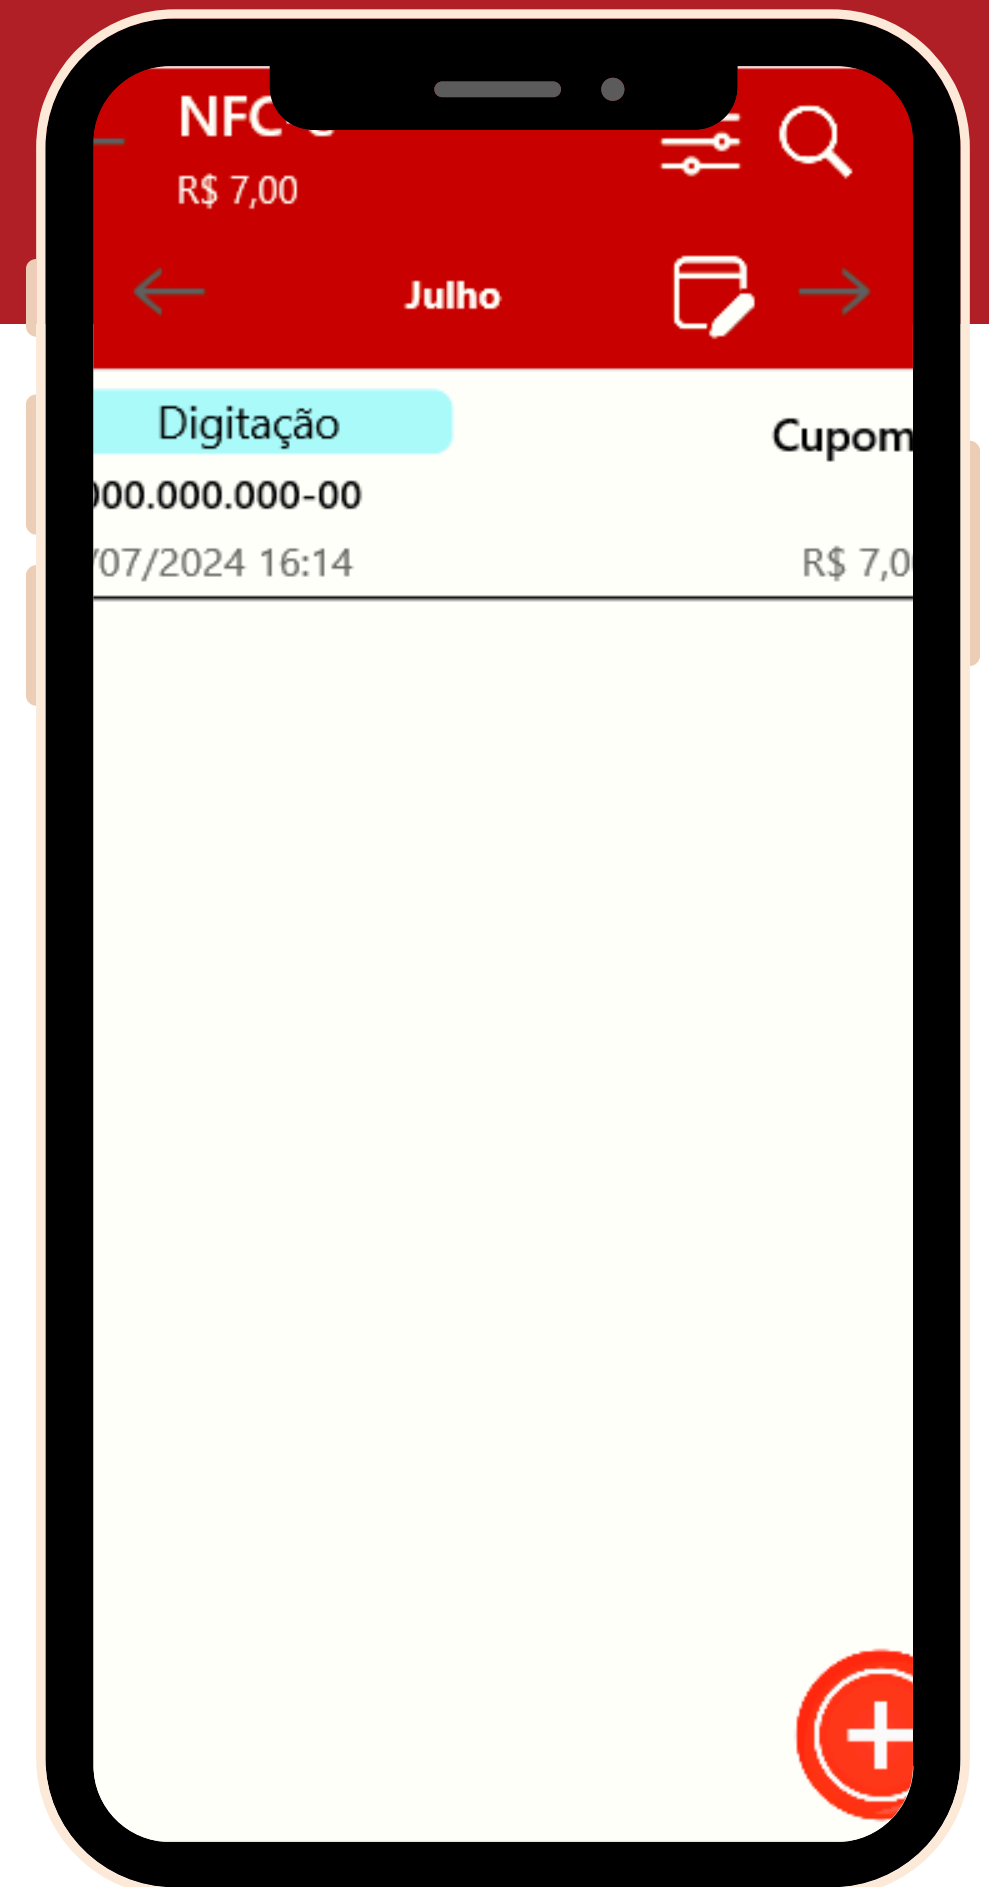 NFC-e
R$ 7,00
Julho
Digitação
Cupom
000.000.000-00
/07/2024 16:14
R$ 7,0